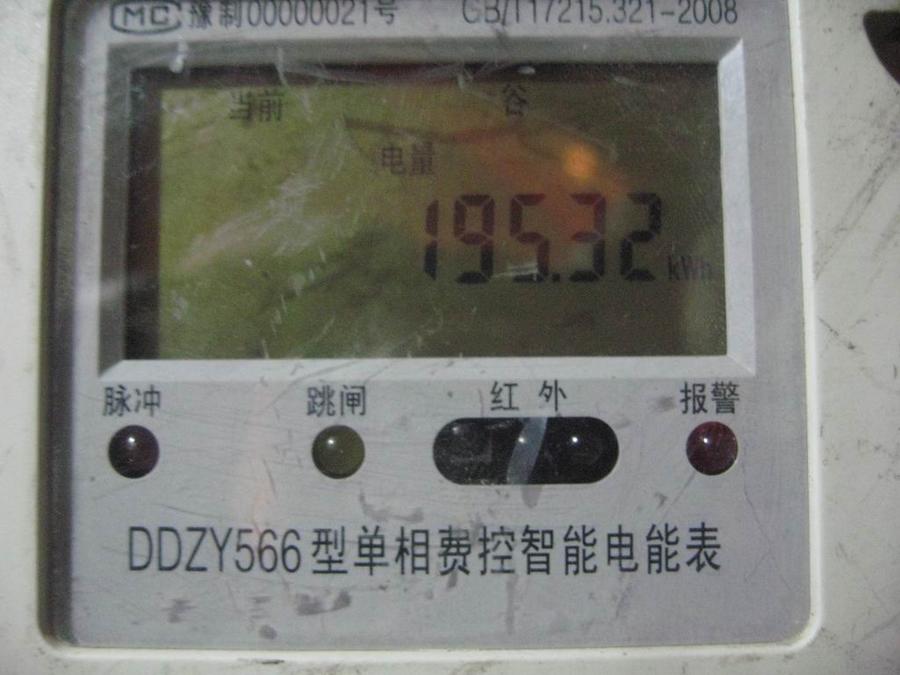 MC 豫制00000021号 GB/T17215.321-2008
当前 谷
电量
195.32 kWh
脉冲 跳闸 红外 报警
DDZY566型单相费控智能电能表